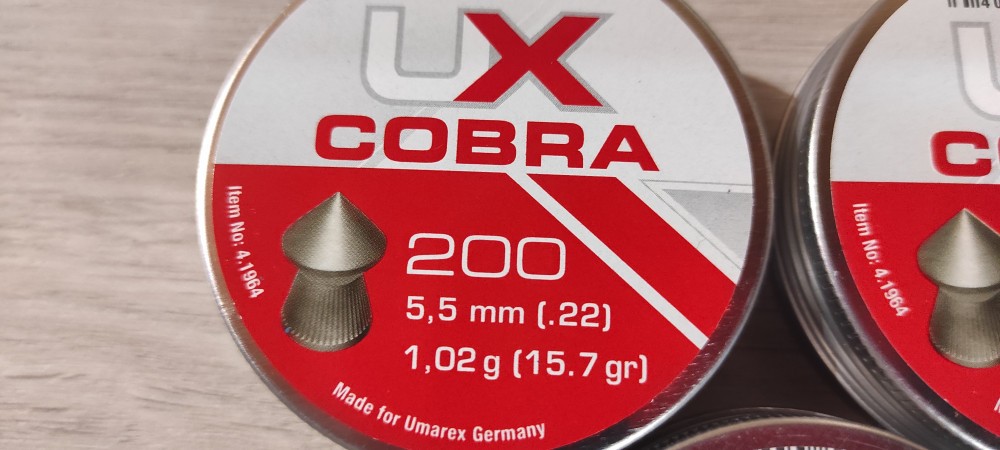 UX
COBRA
200
5,5 mm (.22)
1,02 g (15.7 gr)
Item No: 4.1964
Made for Umarex Germany
Item No: 4.1964